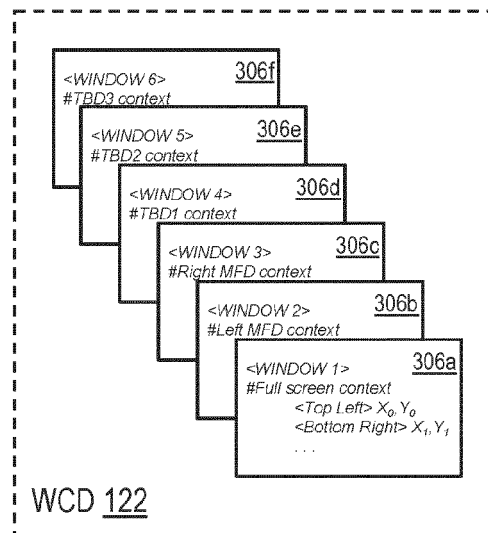 306f
<WINDOW 6>
#TBD3 context
306e
<WINDOW 5>
#TBD2 context
306d
<WINDOW 4>
#TBD1 context
306c
<WINDOW 3>
#Right MFD context
306b
<WINDOW 2>
#Left MFD context
306a
<WINDOW 1>
#Full screen context
<Top Left> X₀,Y₀
<Bottom Right> X₁,Y₁
. . .
WCD 122